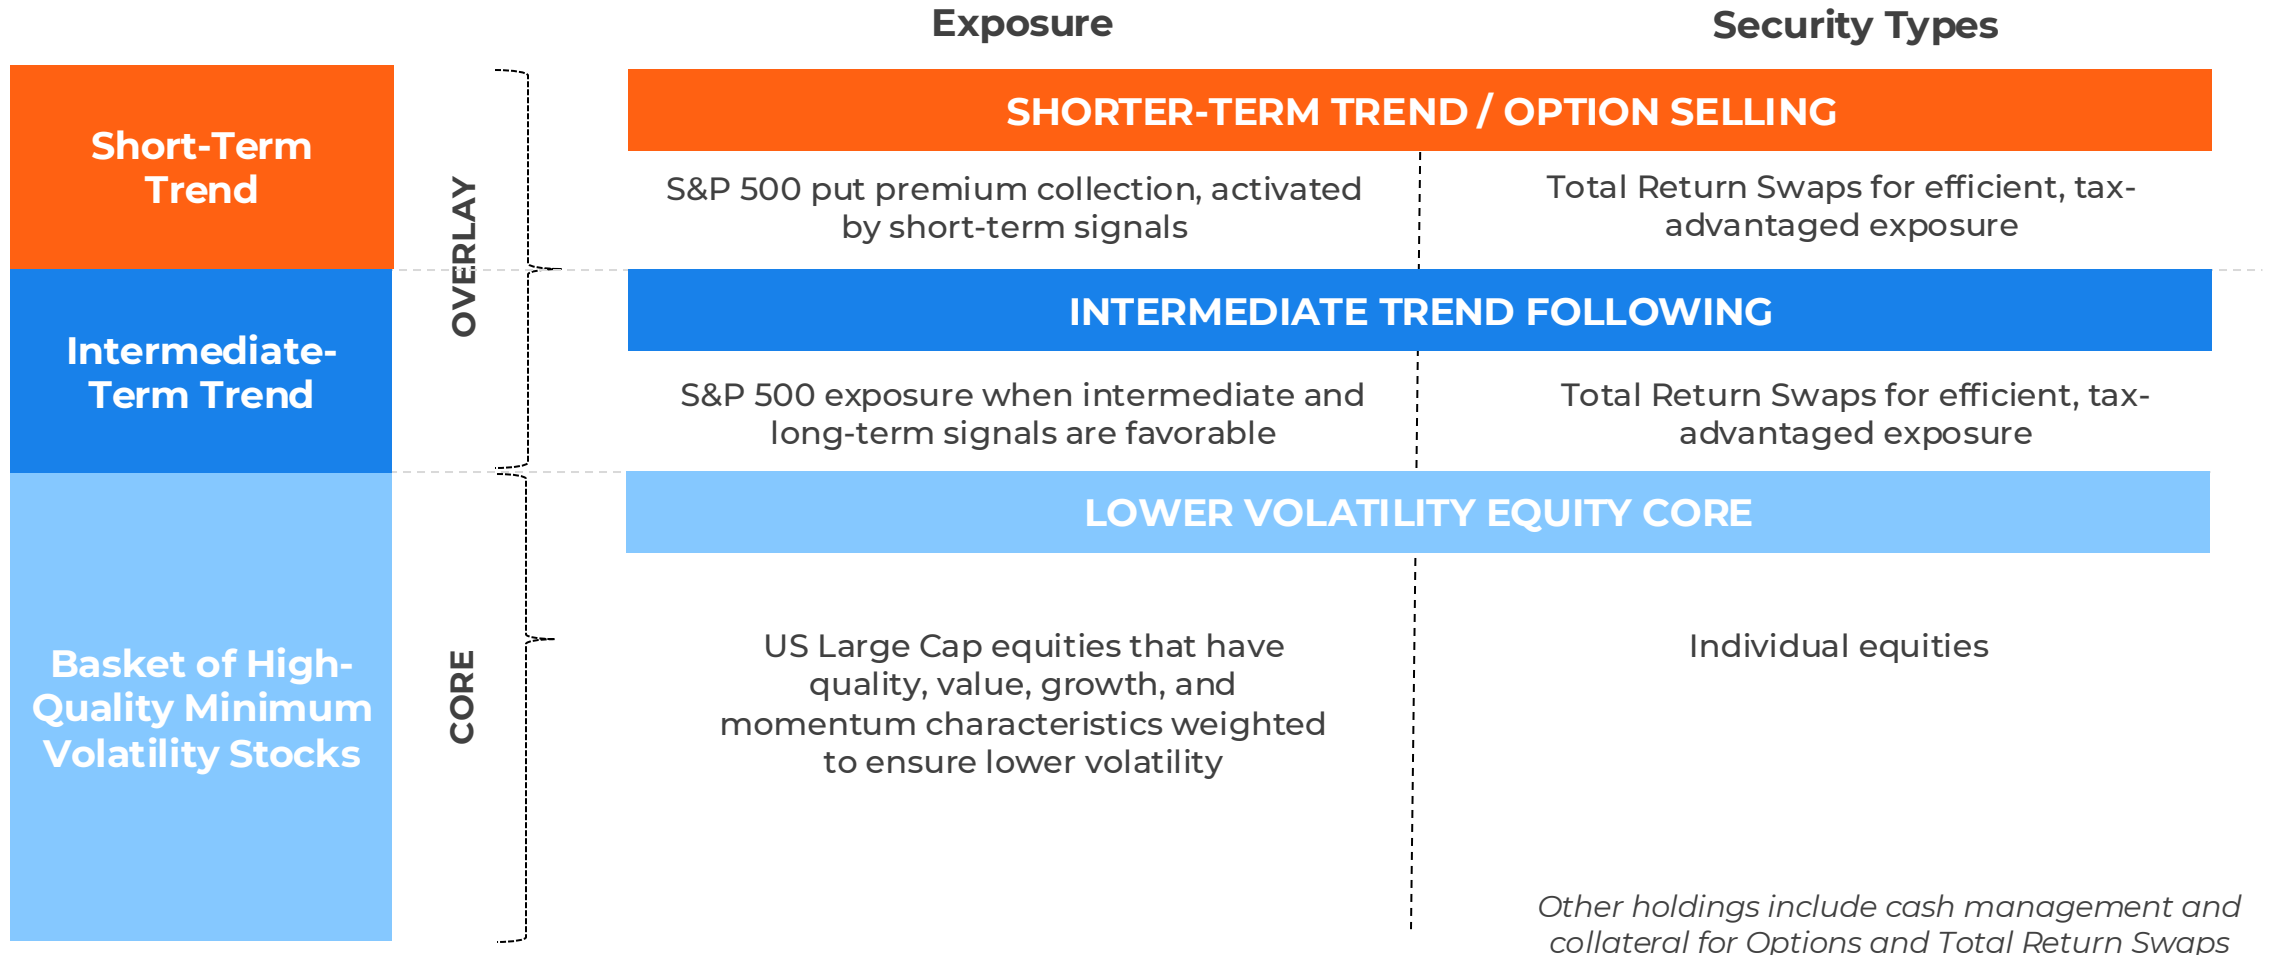 Exposure
Security Types
Short-Term
Trend
OVERLAY
SHORTER-TERM TREND / OPTION SELLING
S&P 500 put premium collection, activated
by short-term signals
Total Return Swaps for efficient, tax-
advantaged exposure
Intermediate-
Term Trend
INTERMEDIATE TREND FOLLOWING
S&P 500 exposure when intermediate and
long-term signals are favorable
Total Return Swaps for efficient, tax-
advantaged exposure
Basket of High-
Quality Minimum
Volatility Stocks
CORE
LOWER VOLATILITY EQUITY CORE
US Large Cap equities that have
quality, value, growth, and
momentum characteristics weighted
to ensure lower volatility
Individual equities
Other holdings include cash management and
collateral for Options and Total Return Swaps